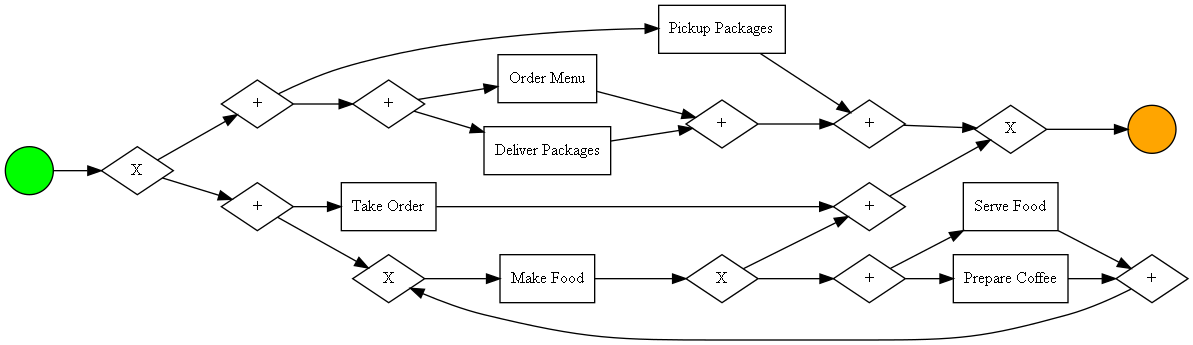 Pickup Packages
Order Menu
+
+
+
+
X
Deliver Packages
X
+
Take Order
+
Serve Food
X
Make Food
X
+
Prepare Coffee
+